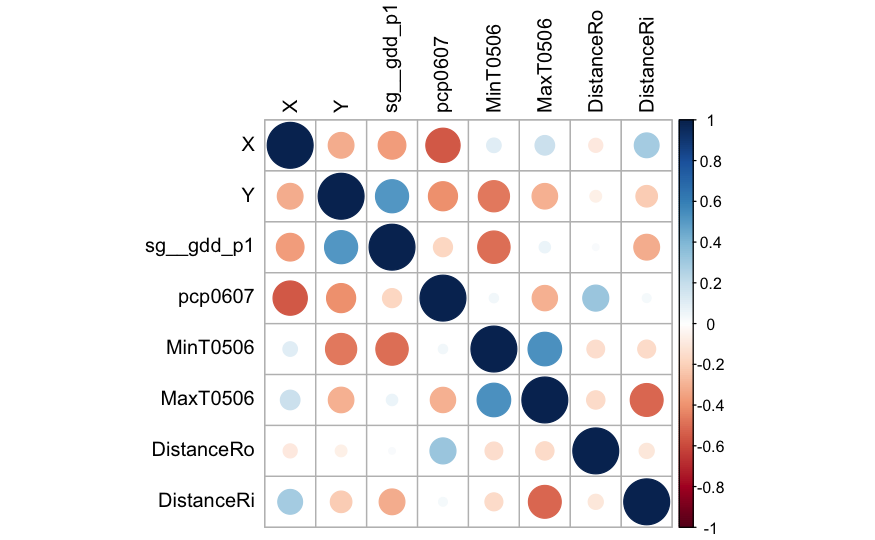 X
Y
sg__gdd_p1
pcp0607
MinT0506
MaxT0506
DistanceRo
DistanceRi
X
Y
sg__gdd_p1
pcp0607
MinT0506
MaxT0506
DistanceRo
DistanceRi
1
0.8
0.6
0.4
0.2
0
-0.2
-0.4
-0.6
-0.8
-1